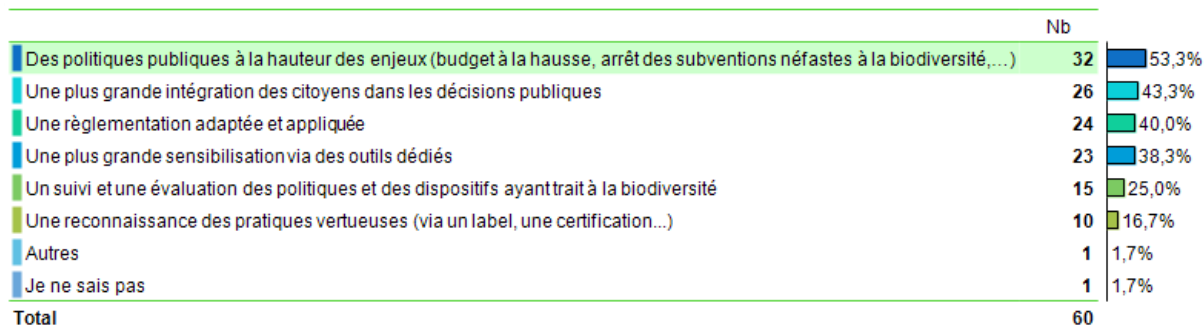 Nb
Des politiques publiques à la hauteur des enjeux (budget à la hausse, arrêt des subventions néfastes à la biodiversité,...) 32 53,3%
Une plus grande intégration des citoyens dans les décisions publiques 26 43,3%
Une règlementation adaptée et appliquée 24 40,0%
Une plus grande sensibilisation via des outils dédiés 23 38,3%
Un suivi et une évaluation des politiques et des dispositifs ayant trait à la biodiversité 15 25,0%
Une reconnaissance des pratiques vertueuses (via un label, une certification...) 10 16,7%
Autres 1 1,7%
Je ne sais pas 1 1,7%
Total 60